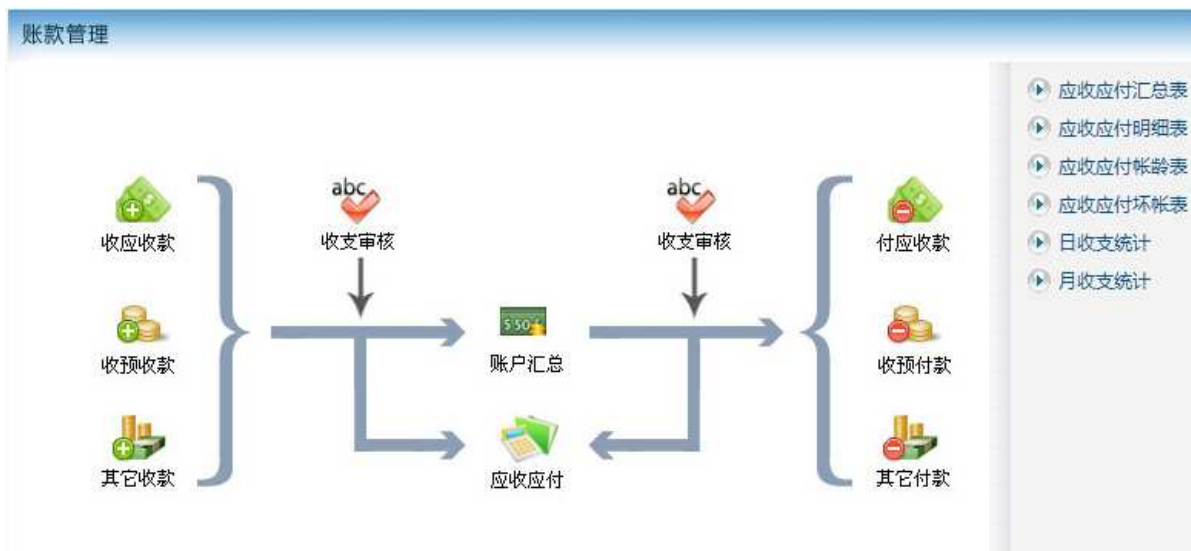 账款管理
应收应付汇总表
应收应付明细表
应收应付帐龄表
应收应付坏帐表
日收支统计
月收支统计
abc
abc
收应收款
收支审核
收支审核
付应收款
$ 50
收预收款
账户汇总
收预付款
其它收款
应收应付
其它付款